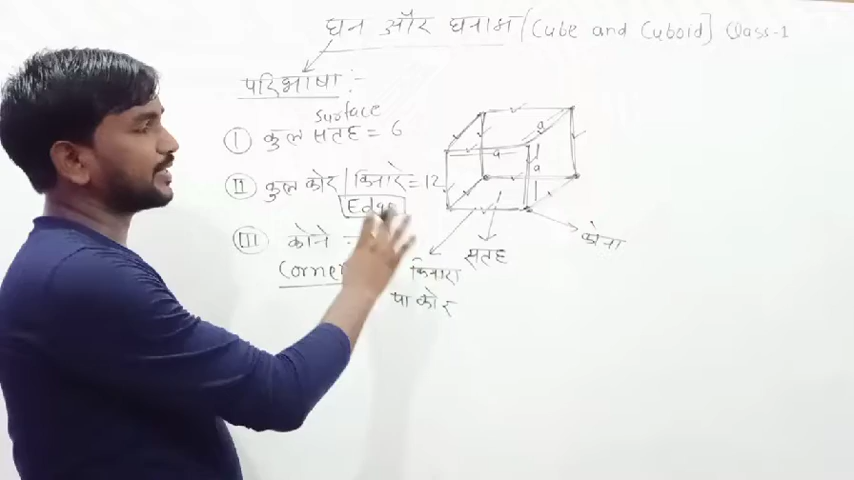 घन और घनाभ [Cube and Cuboid] Class-1
परिभाषा :-
Surface
I कुल सतह = 6
II कुल कोर / किनारे = 12
Edge
III कोने =
Corner
a
a
a
किनारा
या कोर
सतह
कोना